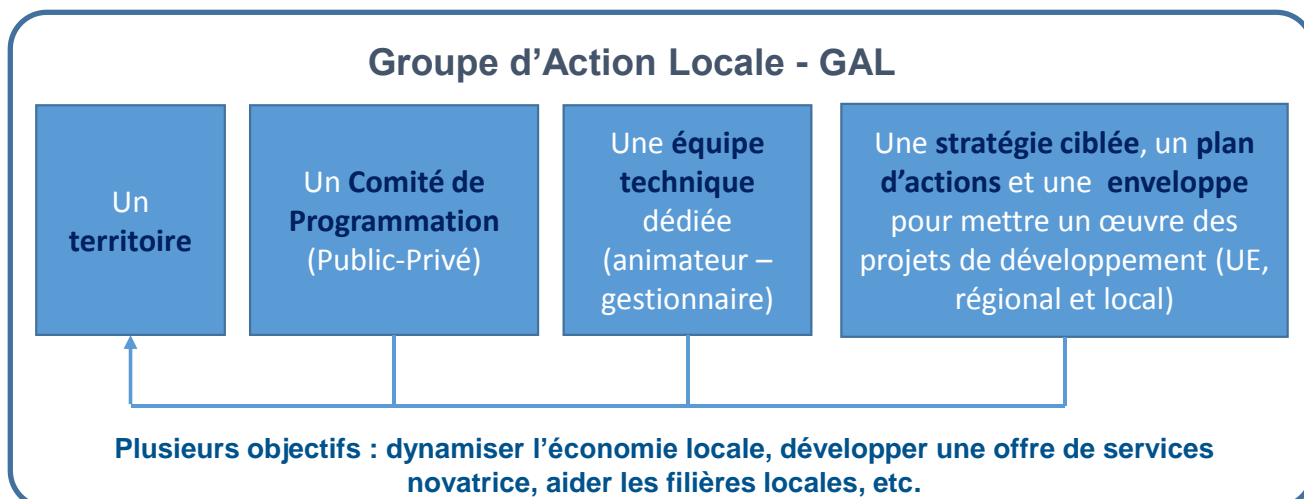 Groupe d’Action Locale - GAL
Un
territoire
Un Comité de
Programmation
(Public-Privé)
Une équipe
technique
dédiée
(animateur –
gestionnaire)
Une stratégie ciblée, un plan
d’actions et une enveloppe
pour mettre un œuvre des
projets de développement (UE,
régional et local)
Plusieurs objectifs : dynamiser l’économie locale, développer une offre de services
novatrice, aider les filières locales, etc.